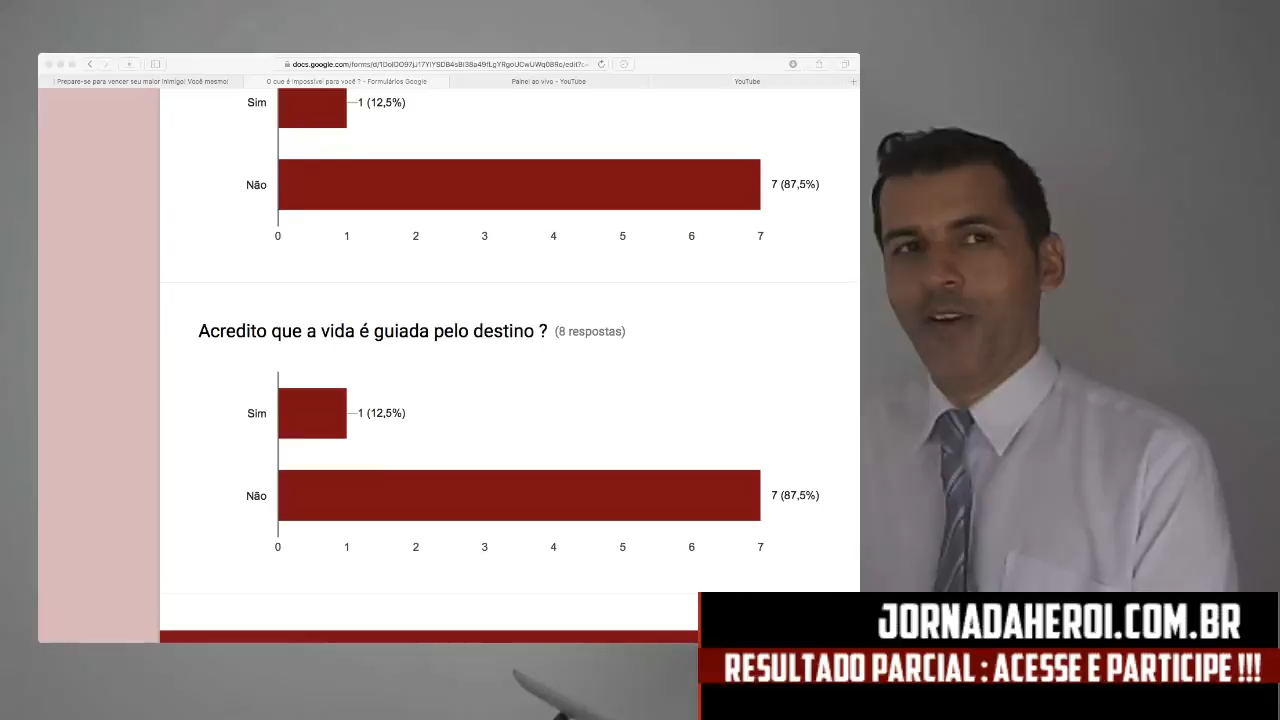 docs.google.com/forms/d/
Prepare-se para vencer seu maior inimigo! Você mesmo!
O que é impossível para você ? - Formulários Google
Painel ao vivo - YouTube
YouTube
Sim
1 (12,5%)
Não
7 (87,5%)
0 1 2 3 4 5 6 7
Acredito que a vida é guiada pelo destino ? (8 respostas)
Sim
1 (12,5%)
Não
7 (87,5%)
0 1 2 3 4 5 6 7
JORNADAHEROI.COM.BR
RESULTADO PARCIAL : ACESSE E PARTICIPE !!!